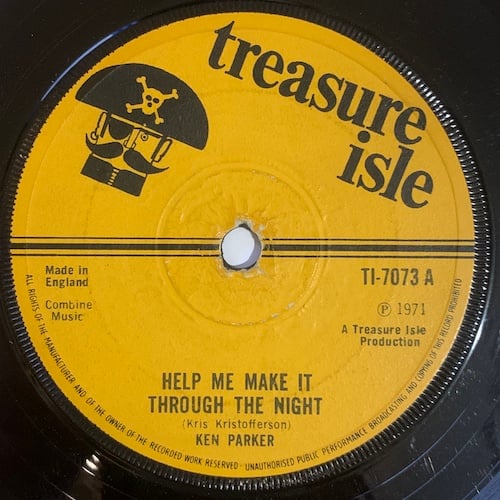 treasure
isle
Made in
England
Combine
Music
TI-7073 A
Ⓟ 1971
A Treasure Isle
Production
HELP ME MAKE IT
THROUGH THE NIGHT
(Kris Kristofferson)
KEN PARKER
ALL RIGHTS OF THE MANUFACTURER AND OF THE OWNER OF THE RECORDED WORK RESERVED · UNAUTHORISED PUBLIC PERFORMANCE BROADCASTING AND COPYING OF THIS RECORD PROHIBITED